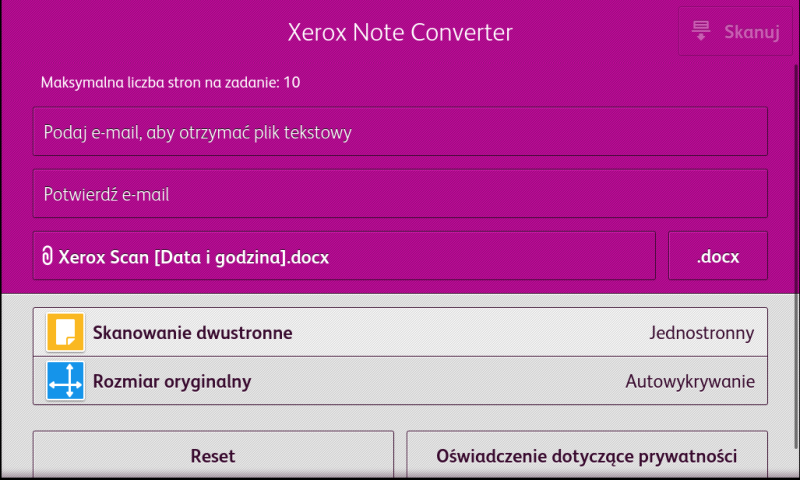 Xerox Note Converter
Skanuj
Maksymalna liczba stron na zadanie: 10
Podaj e-mail, aby otrzymać plik tekstowy
Potwierdź e-mail
Xerox Scan [Data i godzina].docx
.docx
Skanowanie dwustronne
Jednostronny
Rozmiar oryginalny
Autowykrywanie
Reset
Oświadczenie dotyczące prywatności